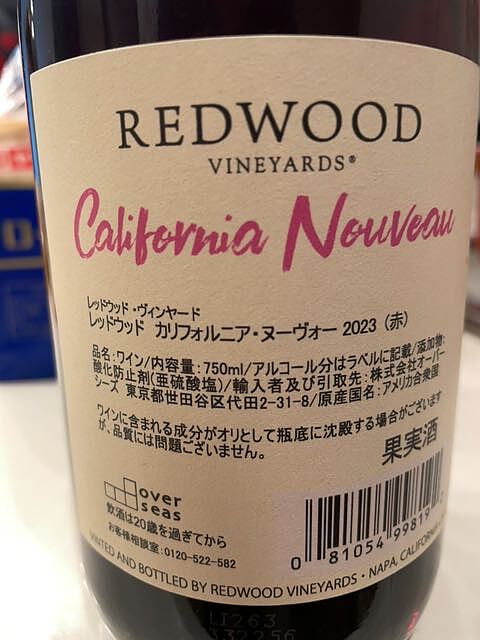 REDWOOD
VINEYARDS®
California Nouveau
レッドウッド・ヴィンヤード
レッドウッド カリフォルニア・ヌーヴォー 2023 (赤)
品名:ワイン/内容量:750ml/アルコール分はラベルに記載/添加物:
酸化防止剤(亜硫酸塩)/輸入者及び引取先:株式会社オーバー
シーズ 東京都世田谷区代田2-31-8/原産国名:アメリカ合衆国
ワインに含まれる成分がオリとして瓶底に沈殿する場合がございます
が、品質には問題ございません。
果実酒
over
seas
飲酒は20歳を過ぎてから
お客様相談室:0120-522-582
0 81054 99819
VINTED AND BOTTLED BY REDWOOD VINEYARDS • NAPA, CALIFORNIA
LI263